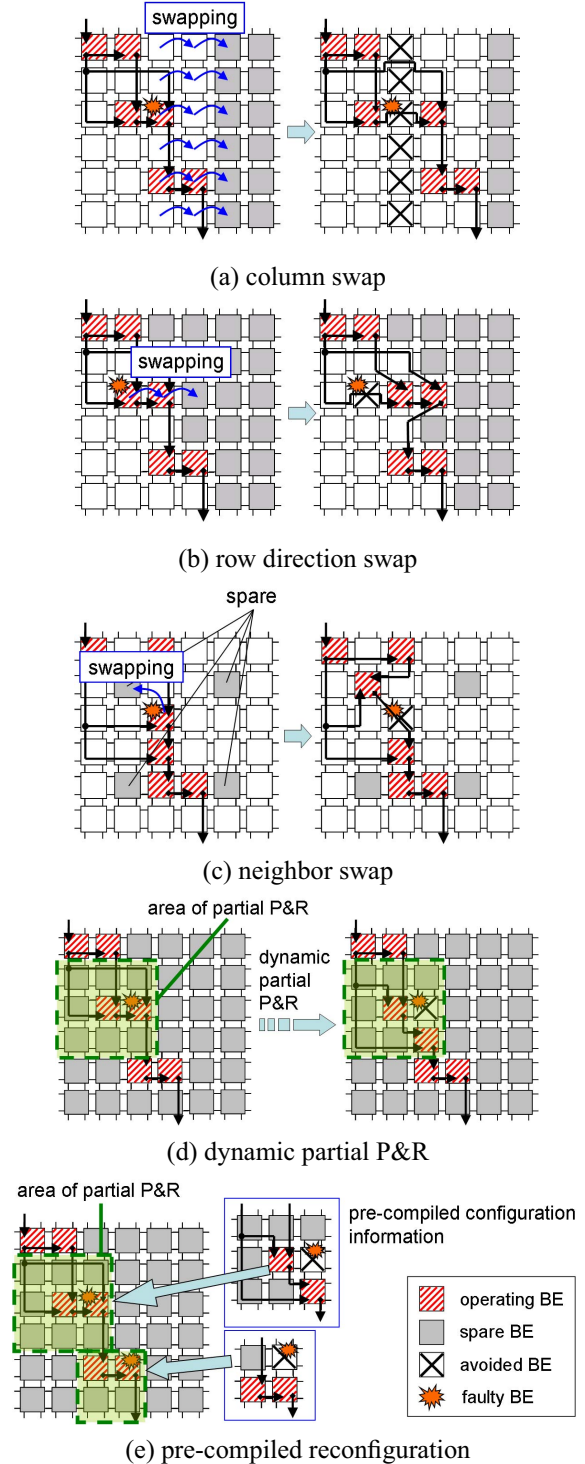 swapping
(a) column swap
swapping
(b) row direction swap
spare
swapping
(c) neighbor swap
area of partial P&R
dynamic
partial
P&R
(d) dynamic partial P&R
area of partial P&R
pre-compiled configuration
information
operating BE
spare BE
avoided BE
faulty BE
(e) pre-compiled reconfiguration